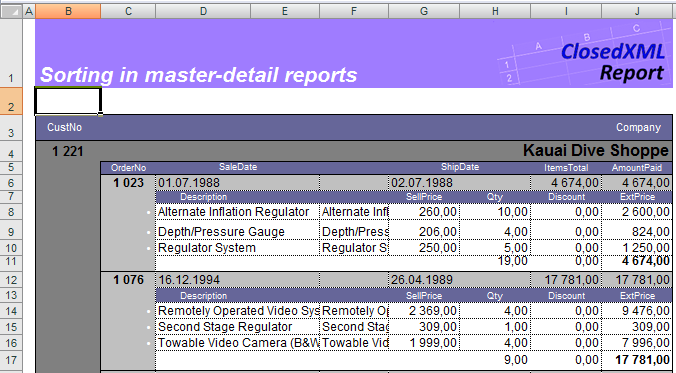 A B C D E F G H I J
A B C
1 Sorting in master-detail reports 1 2 ClosedXML Report
2
3 CustNo Company
4 1 221 Kauai Dive Shoppe
5 OrderNo SaleDate ShipDate ItemsTotal AmountPaid
6 1 023 01.07.1988 02.07.1988 4 674,00 4 674,00
7 Description SellPrice Qty Discount ExtPrice
8 Alternate Inflation Regulator Alternate Infl 260,00 10,00 0,00 2 600,00
9 Depth/Pressure Gauge Depth/Press 206,00 4,00 0,00 824,00
10 Regulator System Regulator S 250,00 5,00 0,00 1 250,00
11 19,00 0,00 4 674,00
12 1 076 16.12.1994 26.04.1989 17 781,00 17 781,00
13 Description SellPrice Qty Discount ExtPrice
14 Remotely Operated Video Sys Remotely O 2 369,00 4,00 0,00 9 476,00
15 Second Stage Regulator Second Stag 309,00 1,00 0,00 309,00
16 Towable Video Camera (B&W Towable Vid 1 999,00 4,00 0,00 7 996,00
17 9,00 0,00 17 781,00